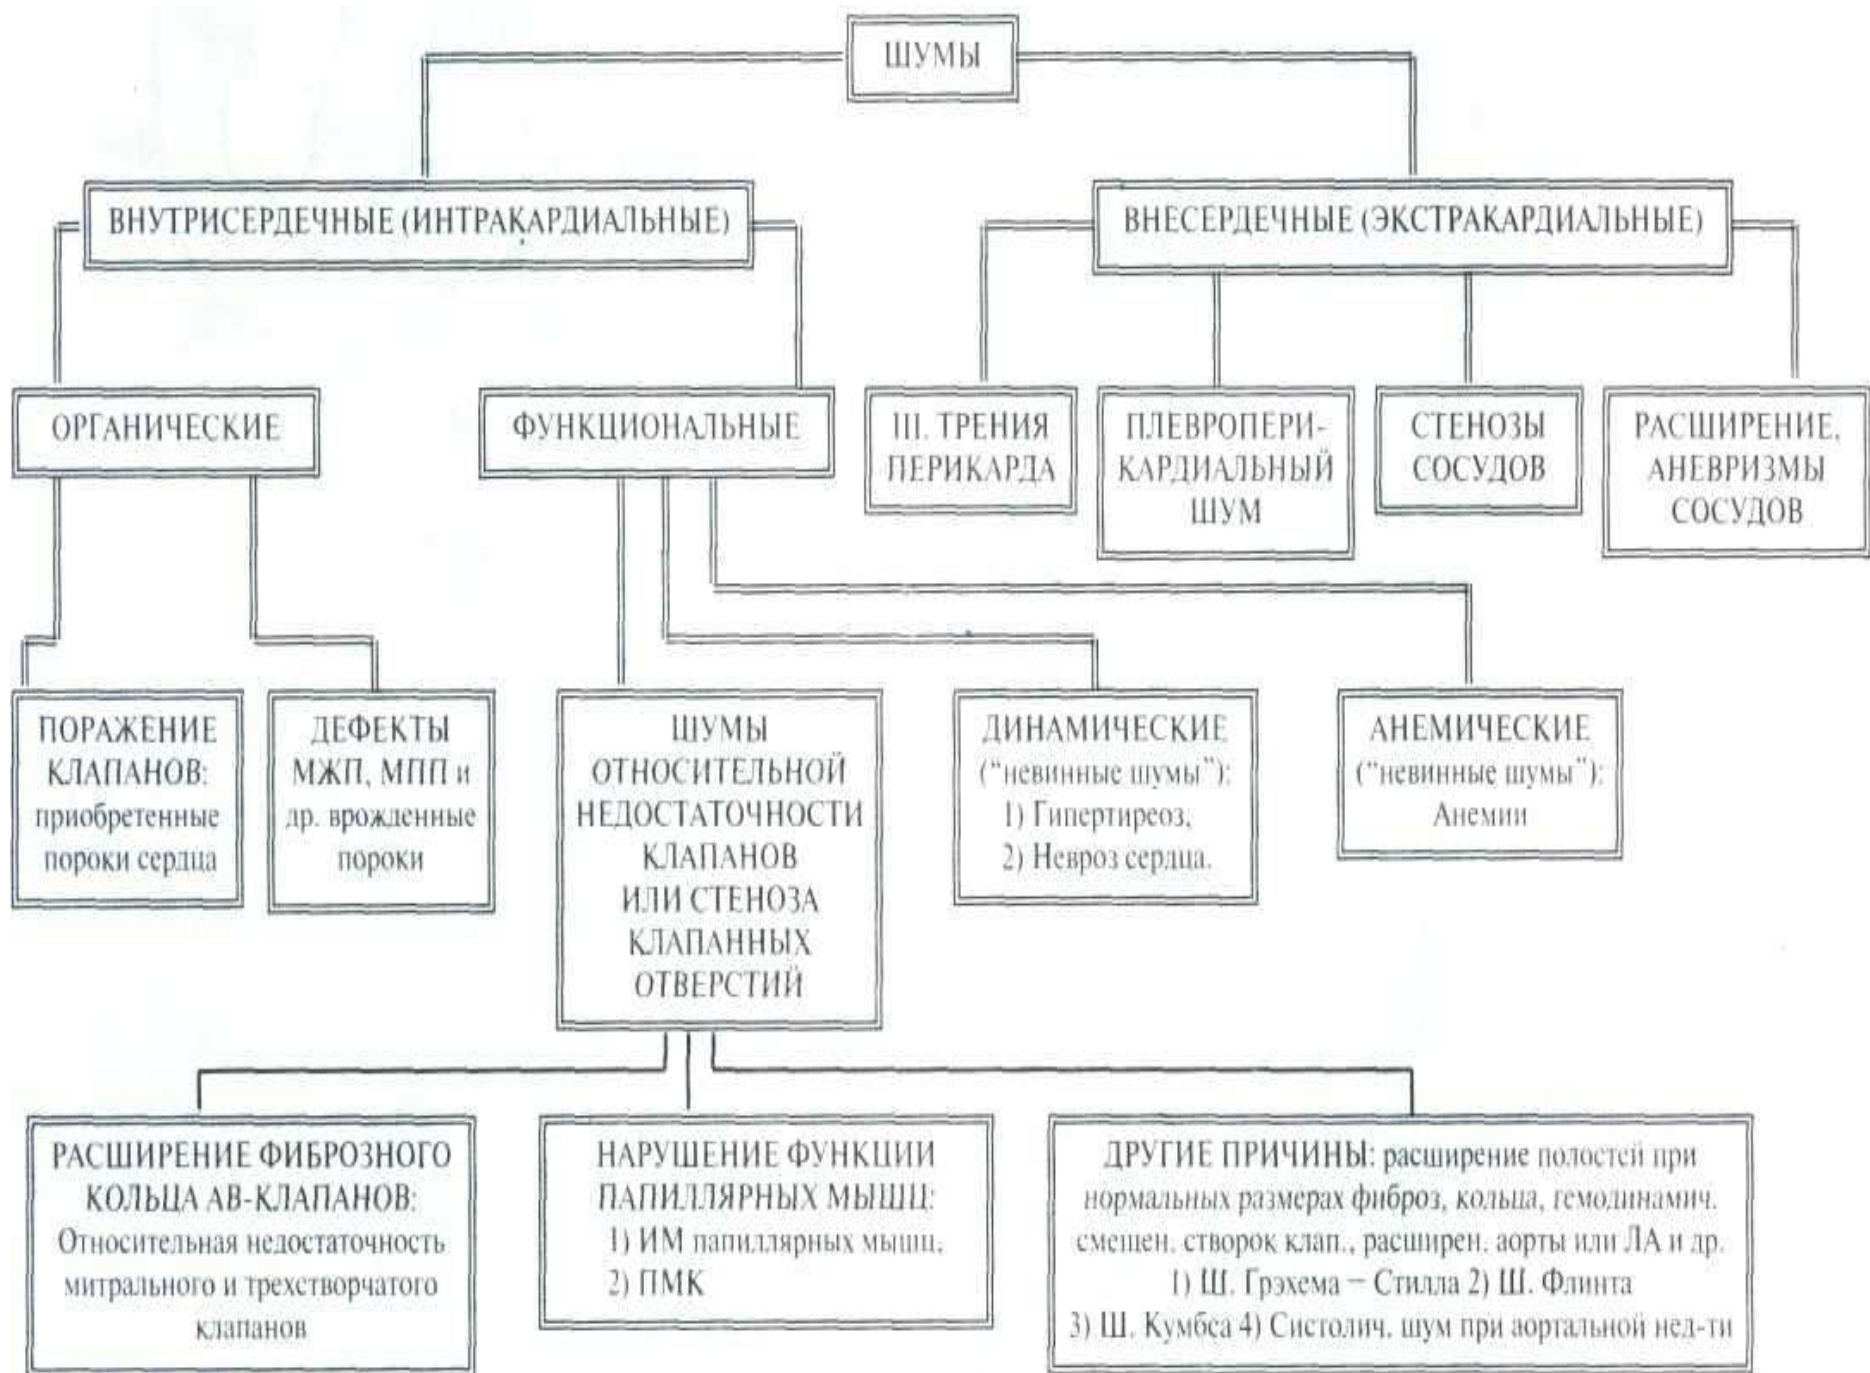 ШУМЫ
ВНУТРИСЕРДЕЧНЫЕ (ИНТРАКАРДИАЛЬНЫЕ)
ВНЕСЕРДЕЧНЫЕ (ЭКСТРАКАРДИАЛЬНЫЕ)
ОРГАНИЧЕСКИЕ
ФУНКЦИОНАЛЬНЫЕ
III. ТРЕНИЯ
ПЕРИКАРДА
ПЛЕВРОПЕРИ-
КАРДИАЛЬНЫЙ
ШУМ
СТЕНОЗЫ
СОСУДОВ
РАСШИРЕНИЕ,
АНЕВРИЗМЫ
СОСУДОВ
ПОРАЖЕНИЕ
КЛАПАНОВ:
приобретенные
пороки сердца
ДЕФЕКТЫ
МЖП, МПП и
др. врожденные
пороки
ШУМЫ
ОТНОСИТЕЛЬНОЙ
НЕДОСТАТОЧНОСТИ
КЛАПАНОВ
ИЛИ СТЕНОЗА
КЛАПАННЫХ
ОТВЕРСТИЙ
ДИНАМИЧЕСКИЕ
(“невинные шумы”):
1) Гипертиреоз,
2) Невроз сердца.
АНЕМИЧЕСКИЕ
(“невинные шумы”):
Анемии
РАСШИРЕНИЕ ФИБРОЗНОГО
КОЛЬЦА АВ-КЛАПАНОВ:
Относительная недостаточность
митрального и трехстворчатого
клапанов
НАРУШЕНИЕ ФУНКЦИИ
ПАПИЛЛЯРНЫХ МЫШЦ:
1) ИМ папиллярных мышц,
2) ПМК
ДРУГИЕ ПРИЧИНЫ: расширение полостей при
нормальных размерах фиброз, кольца, гемодинамич.
смещен. створок клап., расширен. аорты или ЛА и др.
1) Ш. Грэхема – Стилла 2) Ш. Флинта
3) Ш. Кумбса 4) Систолич. шум при аортальной нед-ти